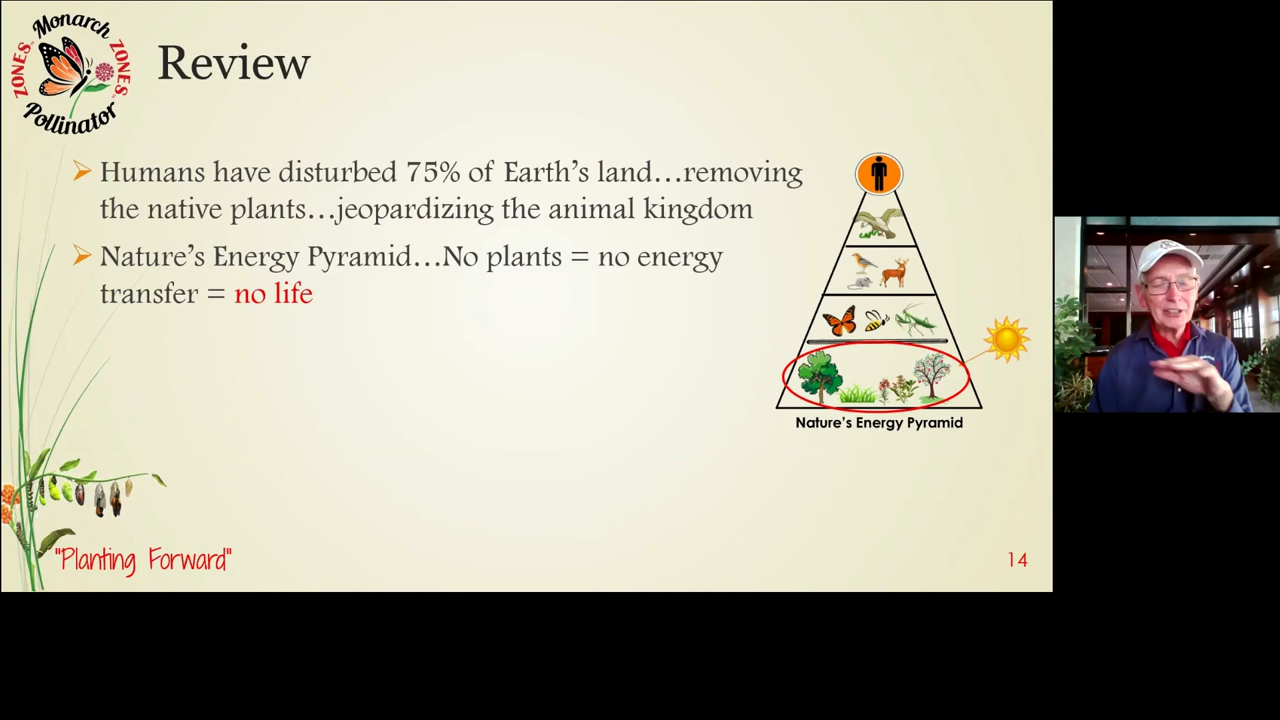 Monarch
ZONES
ZONES
Pollinator
Review
Humans have disturbed 75% of Earth's land...removing
the native plants...jeopardizing the animal kingdom
Nature's Energy Pyramid...No plants = no energy
transfer = no life
Nature's Energy Pyramid
"Planting Forward"
14